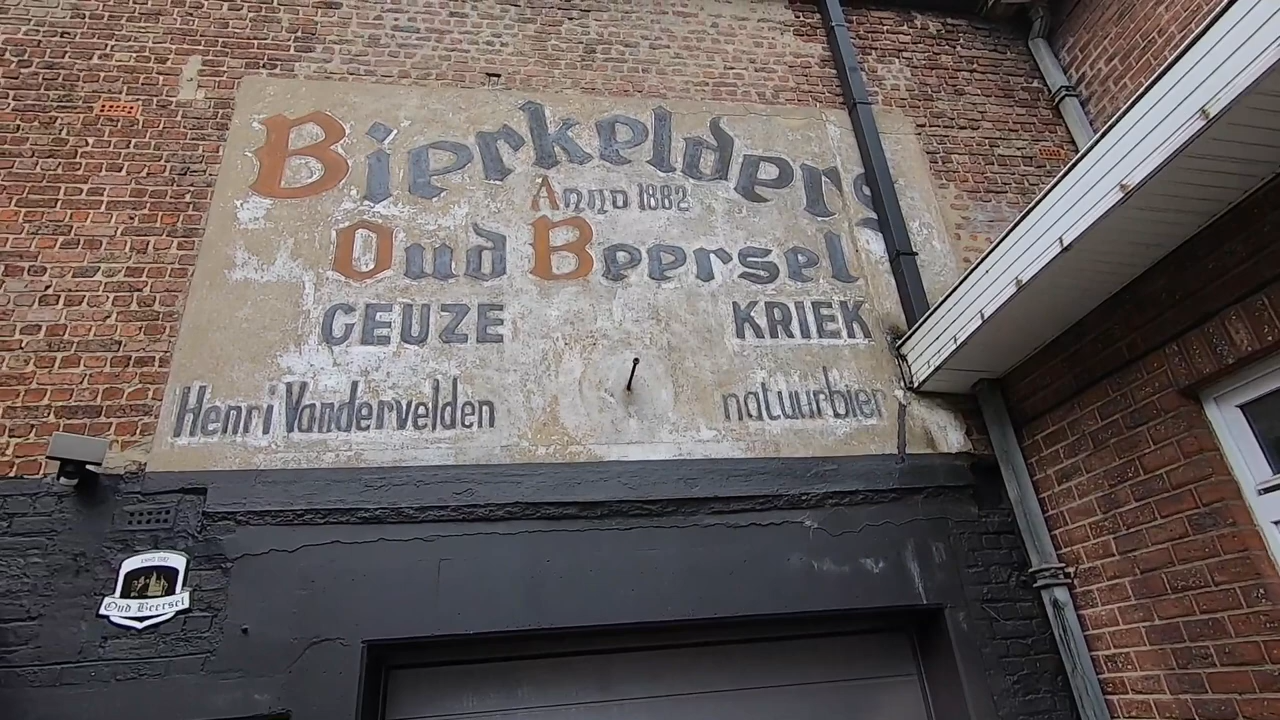 Bierkelders
Anno 1882
Oud Beersel
GEUZE KRIEK
Henri Vandervelden natuurbier
Oud Beersel